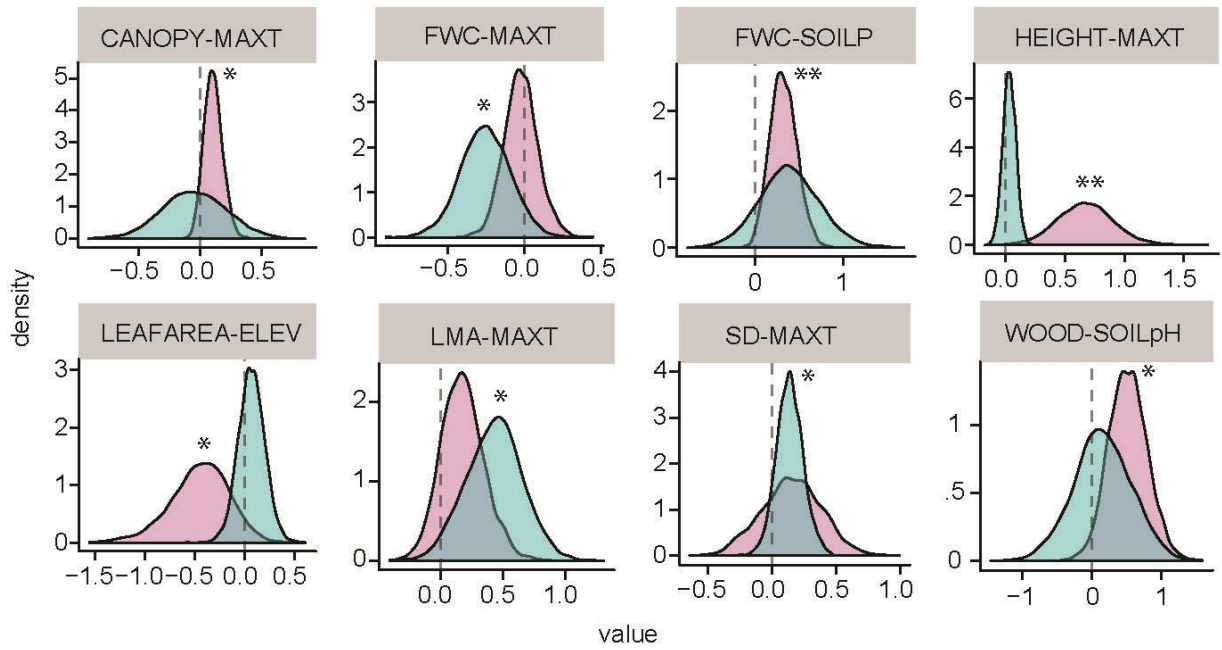 CANOPY-MAXT
FWC-MAXT
FWC-SOILP
HEIGHT-MAXT
5
4
3
2
1
0
*
−0.5 0.0 0.5
3
2
1
0
*
−0.5 0.0 0.5
2
1
0
**
0 1
6
4
2
0
**
0.0 0.5 1.0 1.5
density
LEAFAREA-ELEV
LMA-MAXT
SD-MAXT
WOOD-SOILpH
3
2
1
0
*
−1.5 −1.0 −0.5 0.0 0.5
2
1
0
*
0.0 0.5 1.0
4
3
2
1
0
*
−0.5 0.0 0.5 1.0
1
.5
0
*
−1 0 1
value